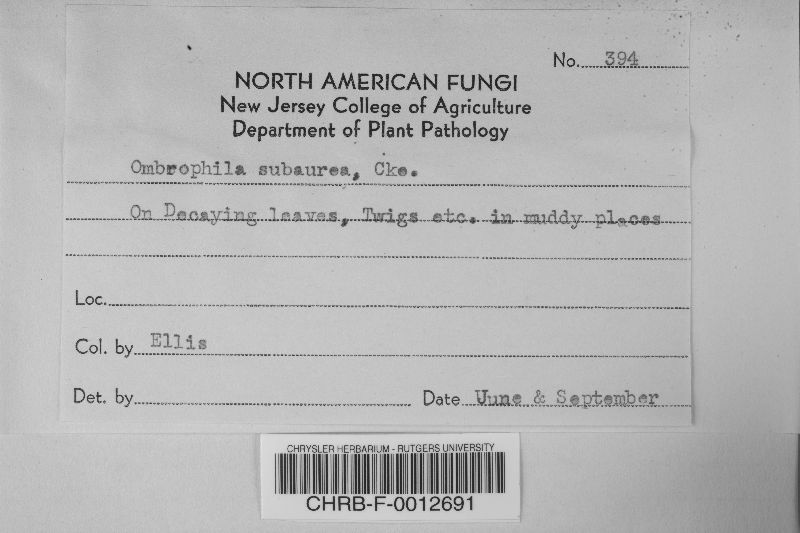 No. 394
NORTH AMERICAN FUNGI
New Jersey College of Agriculture
Department of Plant Pathology
Ombrophila subaurea, Cke.
On Decaying leaves, Twigs etc. in muddy places
Loc.
Col. by Ellis
Det. by Date Uune & September
CHRYSLER HERBARIUM - RUTGERS UNIVERSITY
CHRB-F-0012691